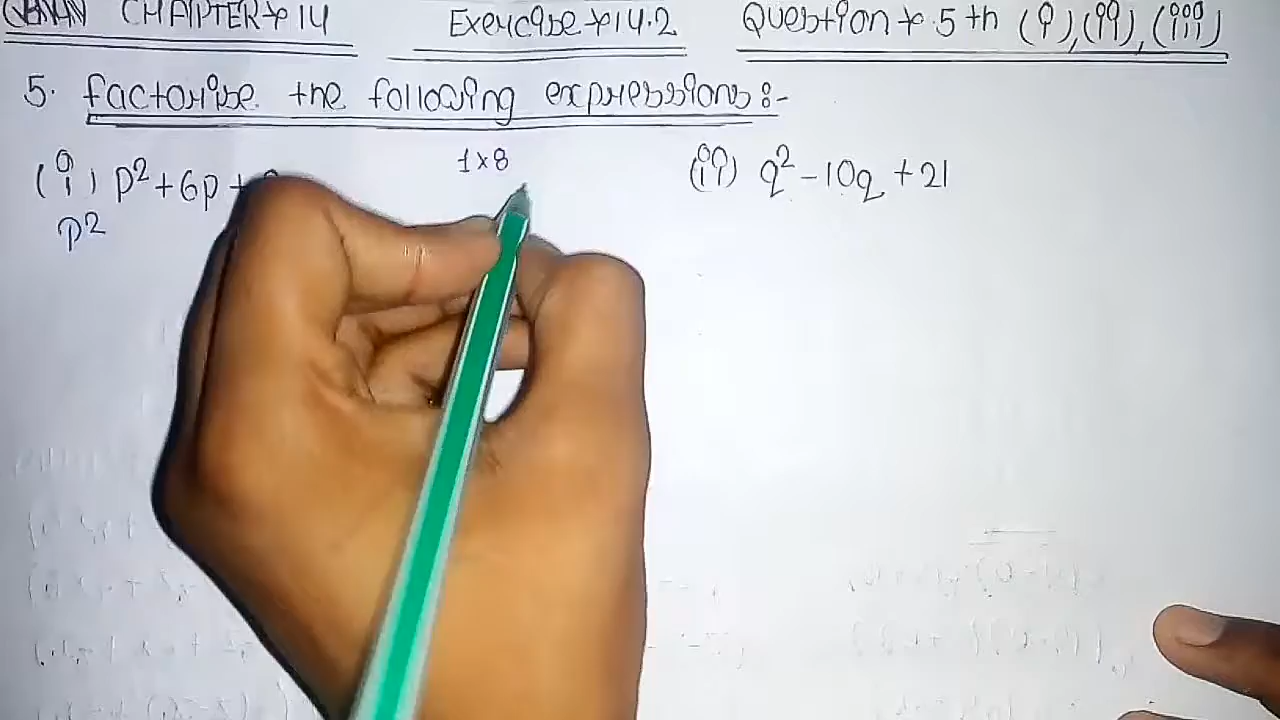 CHAPTER → 14 Exercise → 14.2 Question → 5th (i), (ii), (iii)
5. factorise the following expressions :-
(i) p² + 6p +
1 × 8
(ii) q² - 10q + 21
p²